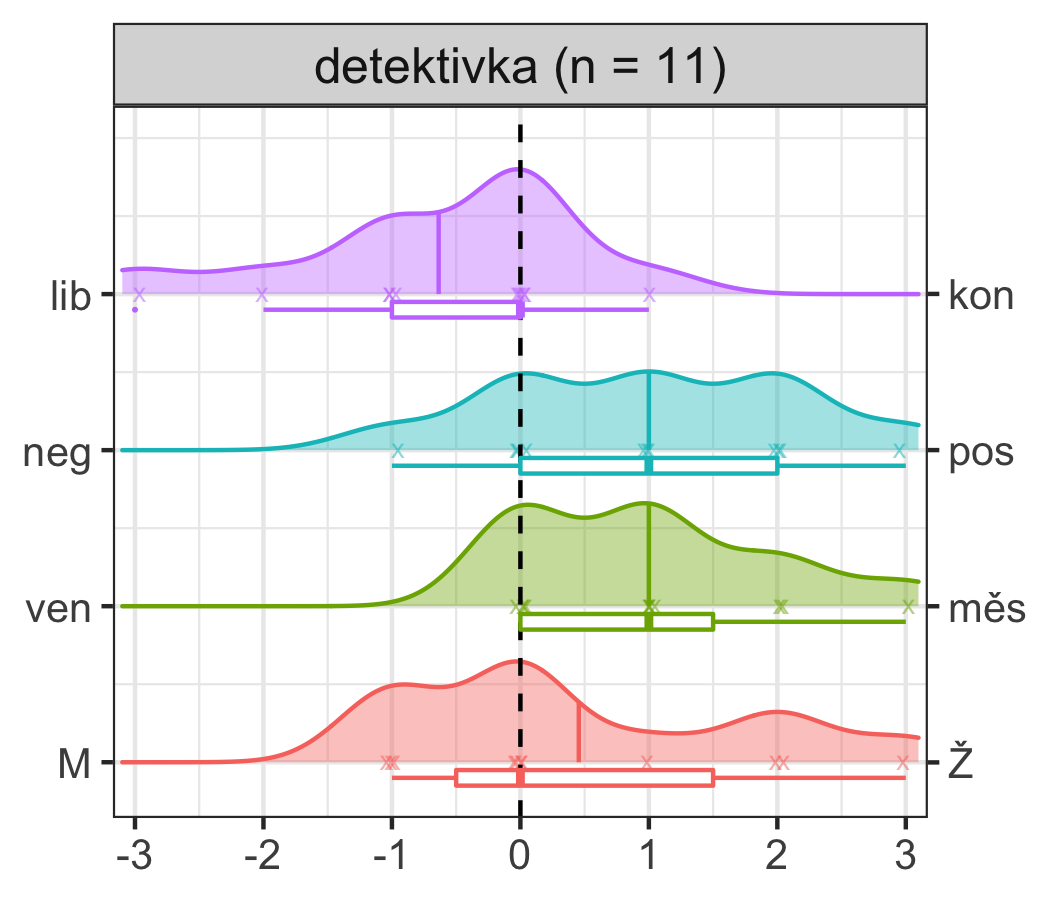 detektivka (n = 11)
lib kon
neg pos
ven měs
M Ž
-3 -2 -1 0 1 2 3